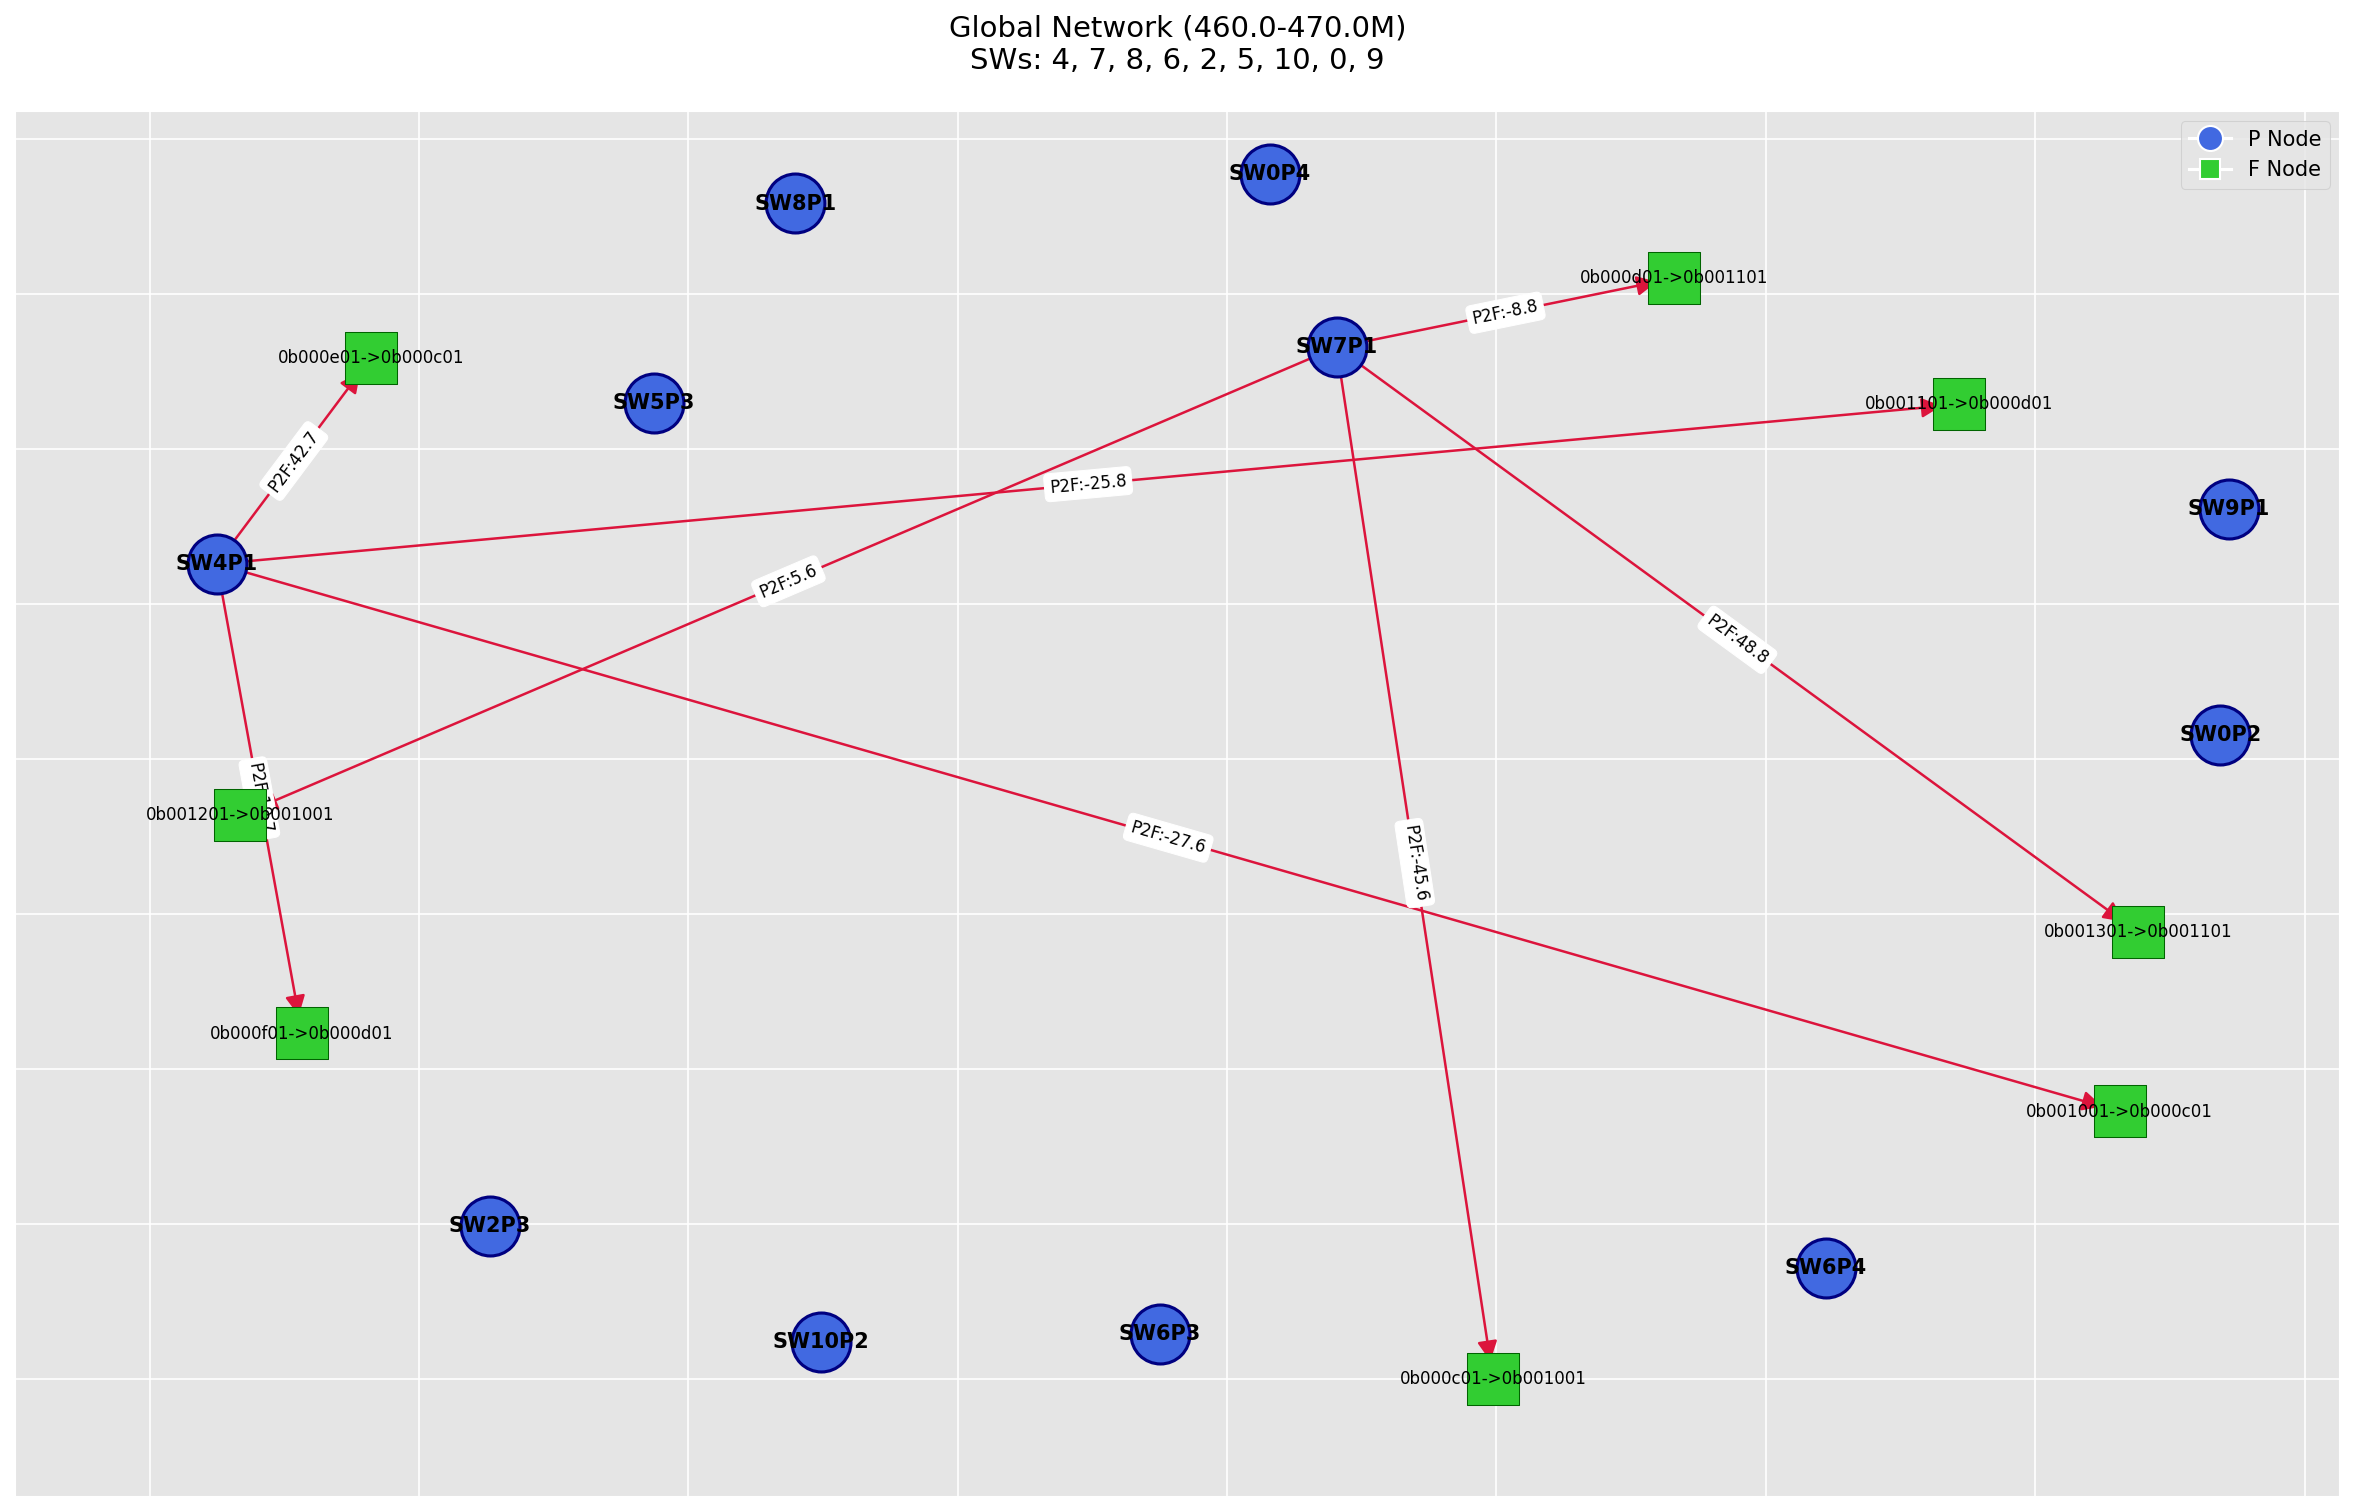 Global Network (460.0-470.0M)
SWs: 4, 7, 8, 6, 2, 5, 10, 0, 9
P Node
F Node
SW0P4
SW8P1
0b000d01->0b001101
P2F:-8.8
SW7P1
0b000e01->0b000c01
SW5P3
0b001101->0b000d01
P2F:42.7
P2F:-25.8
SW9P1
SW4P1
P2F:5.6
P2F:48.8
SW0P2
0b001201->0b001001
P2F:-27.6
P2F:-45.6
0b001301->0b001101
0b000f01->0b000d01
0b001001->0b000c01
SW2P3
SW6P4
SW6P3
SW10P2
0b000c01->0b001001